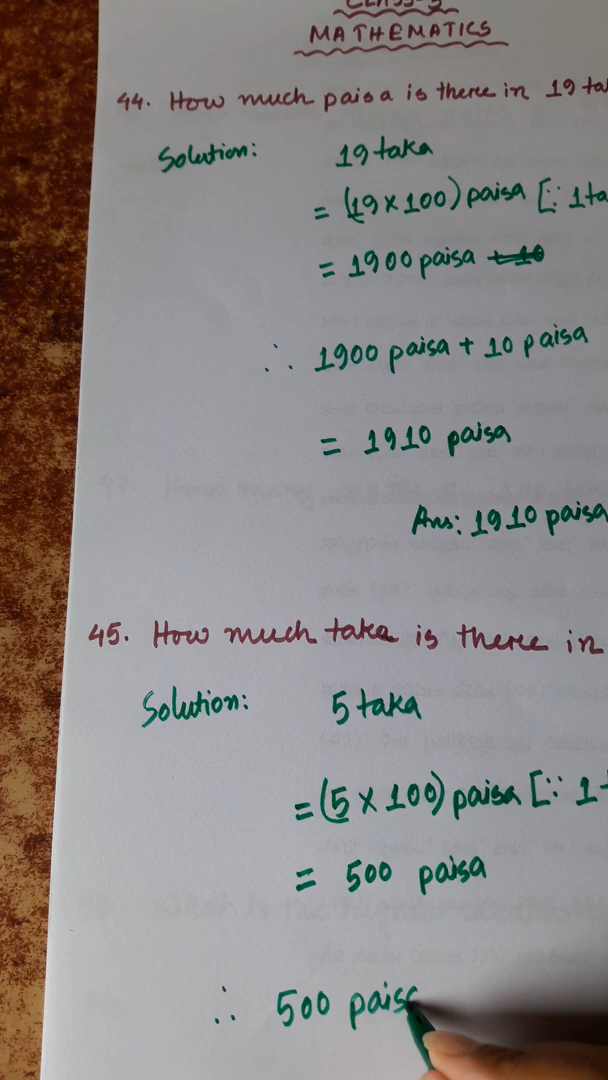 MATHEMATICS
44. How much paisa is there in 19
Solution: 19 taka
= (19 × 100) paisa [∵ 1
= 1900 paisa
∴ 1900 paisa + 10 paisa
= 1910 paisa
Ans: 1910 paisa
45. How much taka is there in
Solution: 5 taka
= (5 × 100) paisa [∵ 1
= 500 paisa
∴ 500 paisa